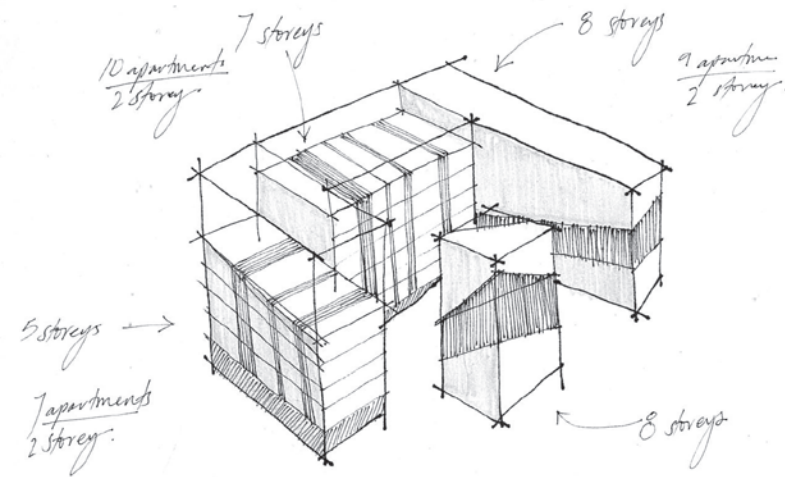 7 storeys
8 storeys
10 apartments
2 storey
9 apartme
2 storey
5 storeys
7 apartments
2 storey.
8 storeys